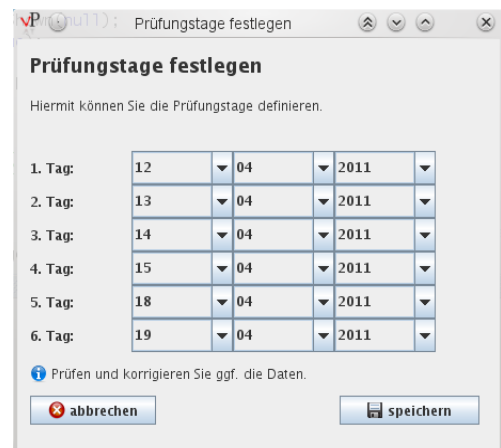 vP Prüfungstage festlegen
Prüfungstage festlegen
Hiermit können Sie die Prüfungstage definieren.
1. Tag: 12 04 2011
2. Tag: 13 04 2011
3. Tag: 14 04 2011
4. Tag: 15 04 2011
5. Tag: 18 04 2011
6. Tag: 19 04 2011
Prüfen und korrigieren Sie ggf. die Daten.
abbrechen speichern